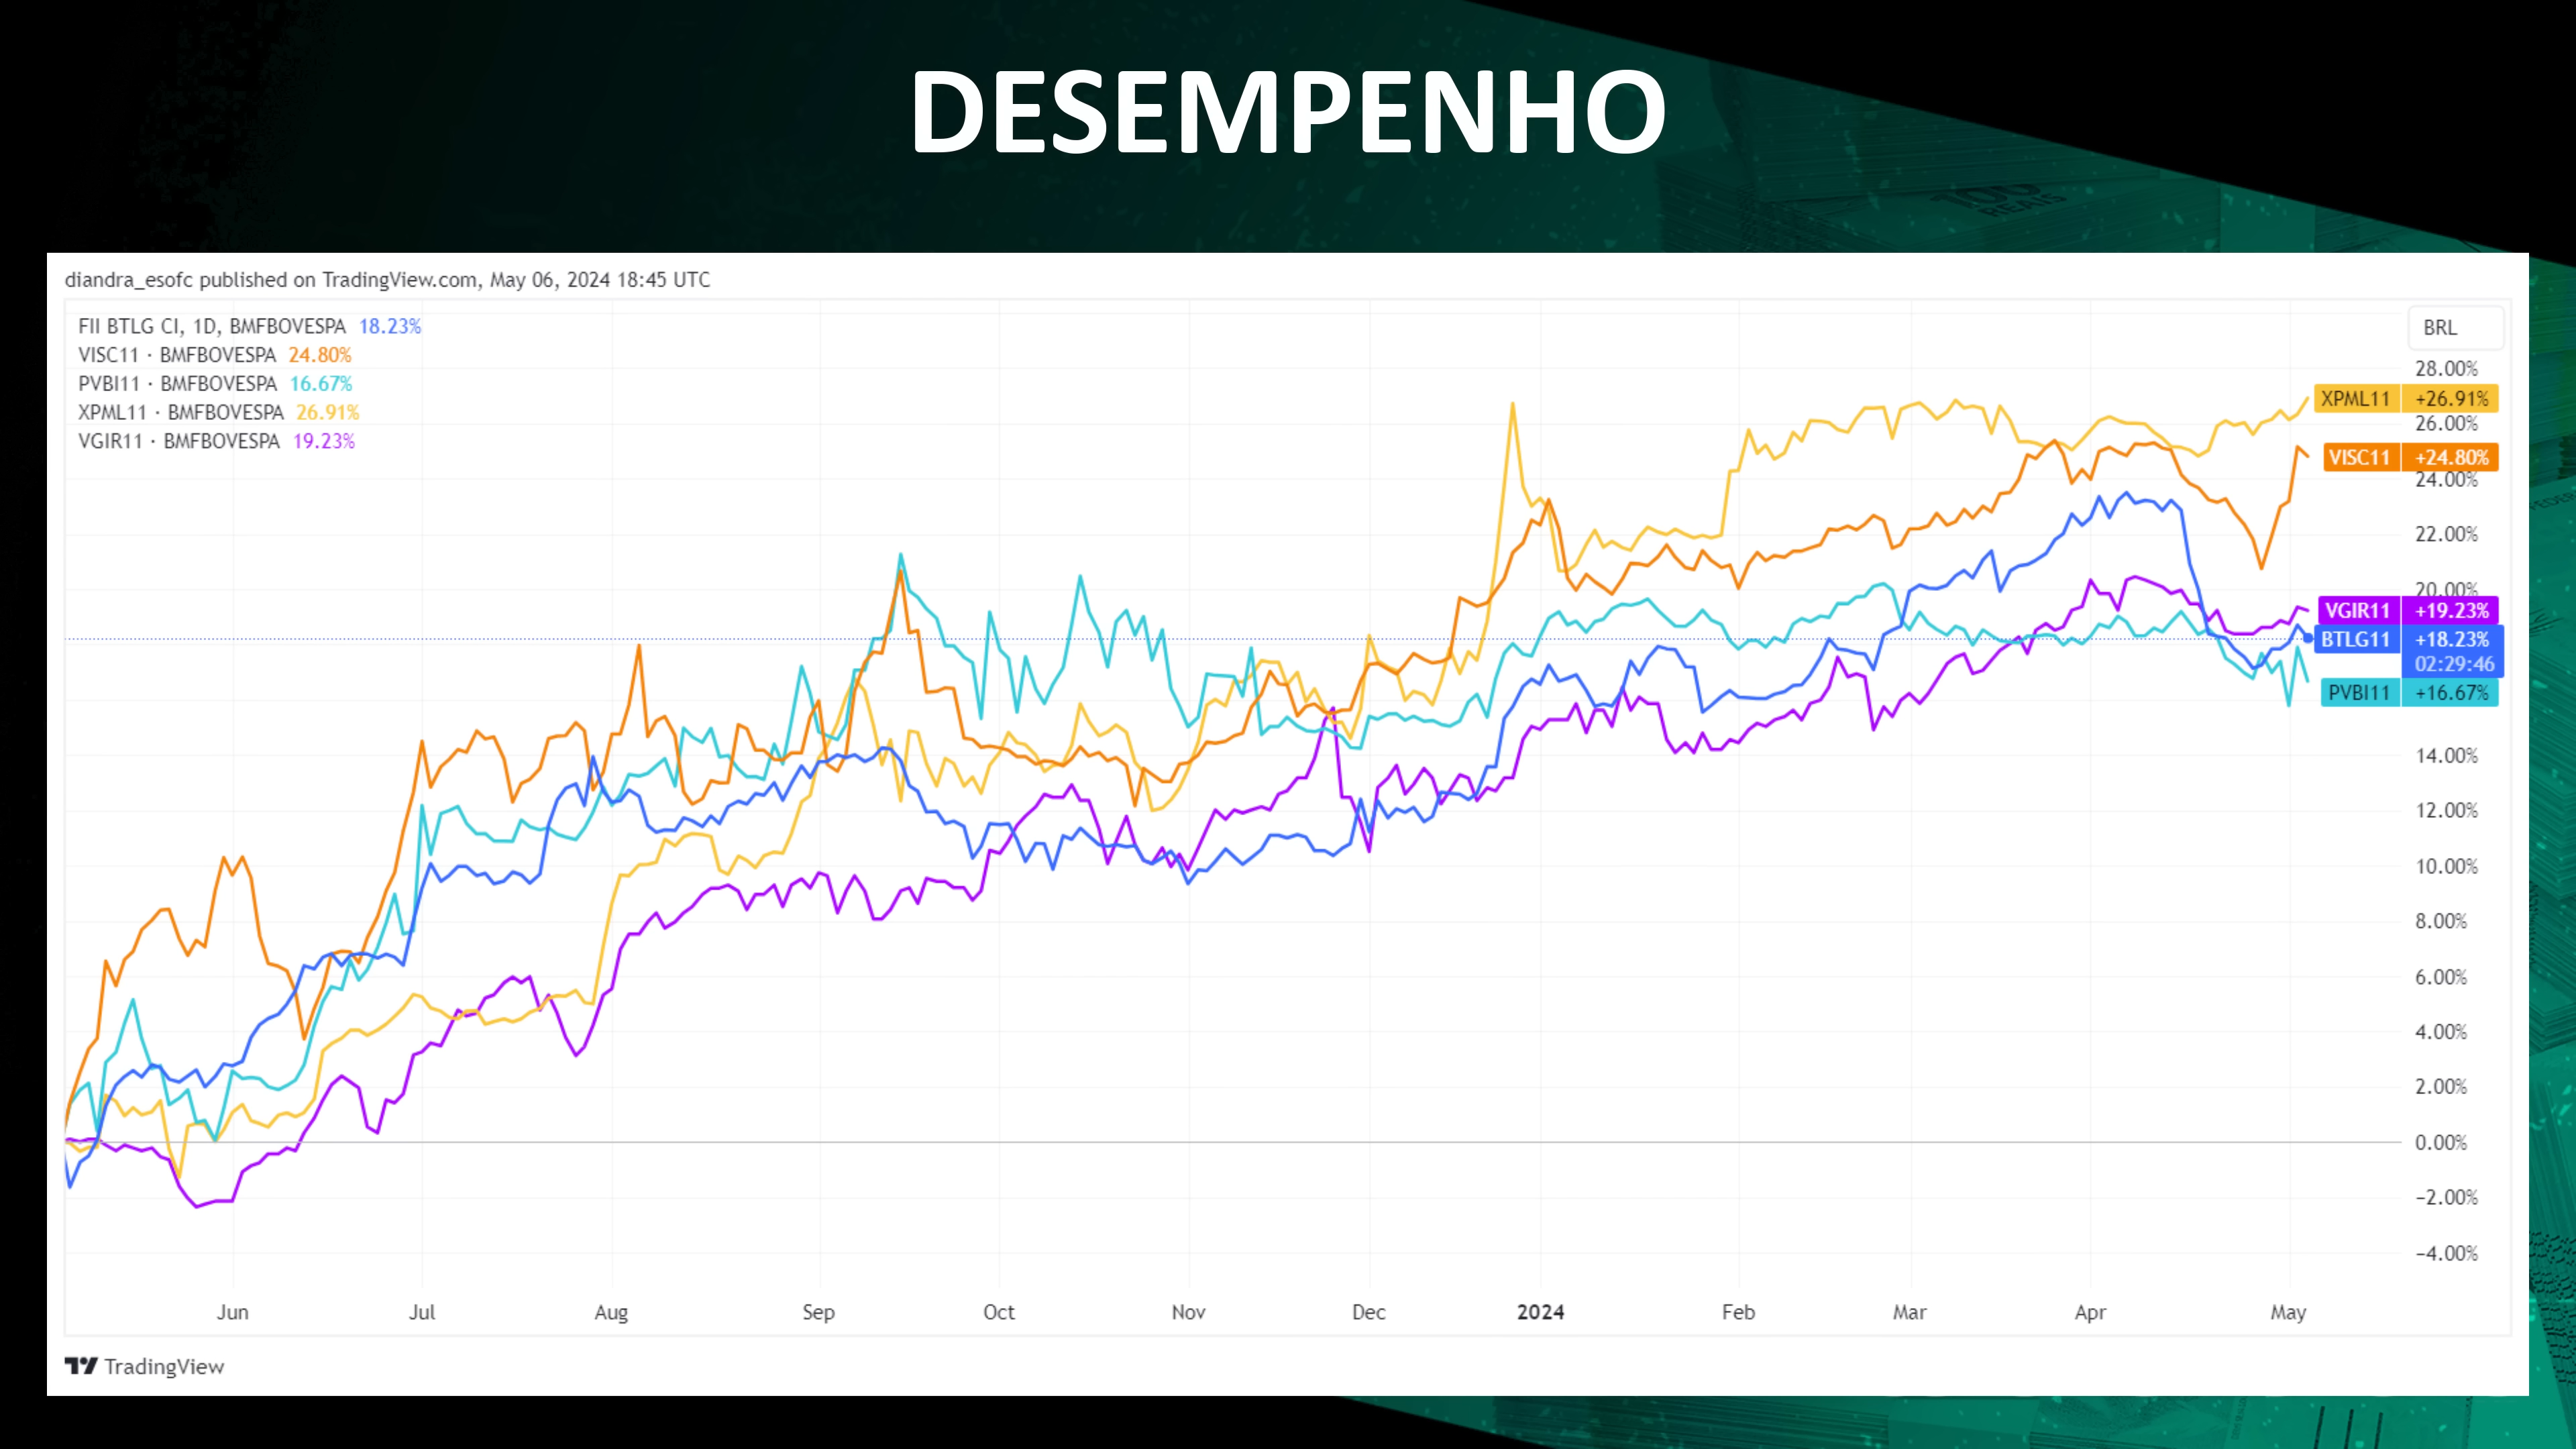 DESEMPENHO
100
REAIS
diandra_esofc published on TradingView.com, May 06, 2024 18:45 UTC
FII BTLG CI, 1D, BMFBOVESPA 18.23%
VISC11 · BMFBOVESPA 24.80%
PVBI11 · BMFBOVESPA 16.67%
XPML11 · BMFBOVESPA 26.91%
VGIR11 · BMFBOVESPA 19.23%
BRL
28.00%
XPML11 +26.91%
26.00%
VISC11 +24.80%
24.00%
22.00%
20.00%
VGIR11 +19.23%
BTLG11 +18.23%
02:29:46
PVBI11 +16.67%
14.00%
12.00%
10.00%
8.00%
6.00%
4.00%
2.00%
0.00%
−2.00%
−4.00%
Jun Jul Aug Sep Oct Nov Dec 2024 Feb Mar Apr May
TradingView